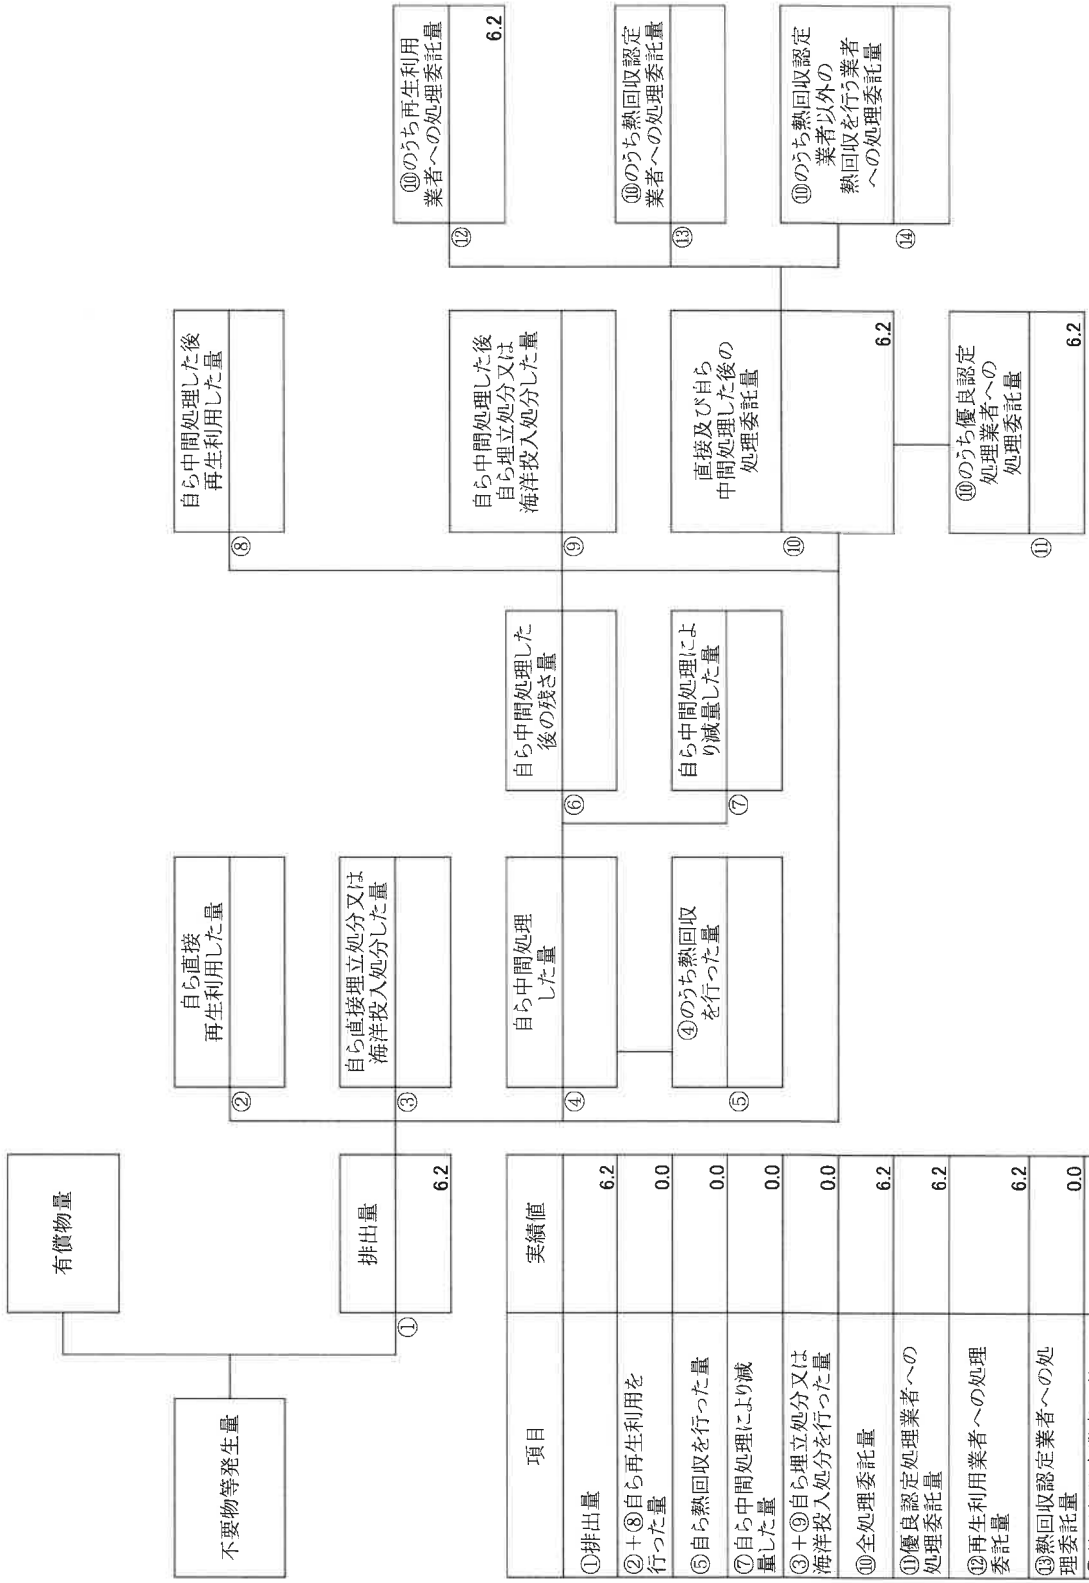 有償物量
不要物等発生量
①
排出量
6.2
②
自ら直接
再生利用した量
③
自ら直接埋立処分又は
海洋投入処分した量
④
自ら中間処理
した量
⑤
④のうち熱回収
を行った量
⑥
自ら中間処理した
後の残さ量
⑦
自ら中間処理によ
り減量した量
⑧
自ら中間処理した後
再生利用した量
⑨
自ら中間処理した後
自ら埋立処分又は
海洋投入処分した量
⑩
直接及び自ら
中間処理した後の
処理委託量
6.2
⑪
⑩のうち優良認定
処理業者への
処理委託量
6.2
⑫
⑩のうち再生利用
業者への処理委託量
6.2
⑬
⑩のうち熱回収認定
業者への処理委託量
⑭
⑩のうち熱回収認定
業者以外の
熱回収を行う業者
への処理委託量
項目
実績値
①排出量
6.2
②+⑧自ら再生利用を
行った量
0.0
⑤自ら熱回収を行った量
0.0
⑦自ら中間処理により減
量した量
0.0
③+⑨自ら埋立処分又は
海洋投入処分を行った量
0.0
⑩全処理委託量
6.2
⑪優良認定処理業者への
処理委託量
6.2
⑫再生利用業者への処理
委託量
6.2
⑬熱回収認定業者への処
理委託量
0.0